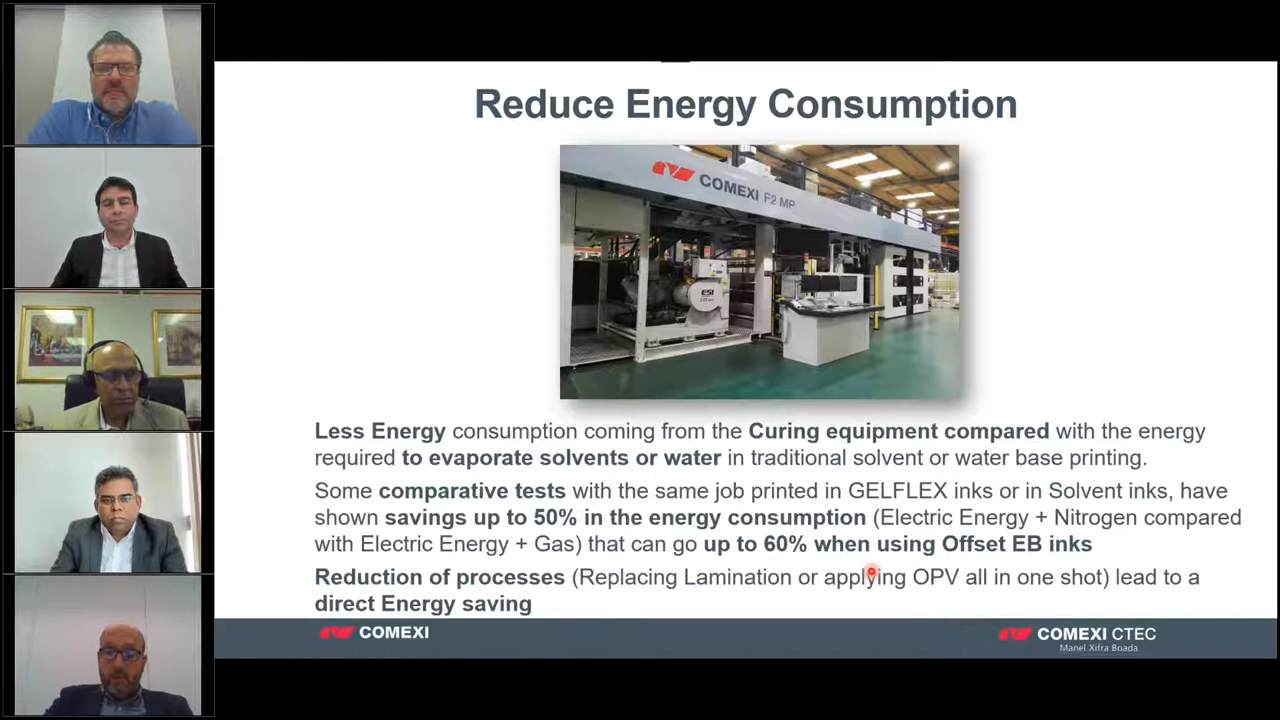 Reduce Energy Consumption
COMEXI F2 MP
ESI
Less Energy consumption coming from the Curing equipment compared with the energy
required to evaporate solvents or water in traditional solvent or water base printing.
Some comparative tests with the same job printed in GELFLEX inks or in Solvent inks, have
shown savings up to 50% in the energy consumption (Electric Energy + Nitrogen compared
with Electric Energy + Gas) that can go up to 60% when using Offset EB inks
Reduction of processes (Replacing Lamination or applying OPV all in one shot) lead to a
direct Energy saving
COMEXI
COMEXI CTEC
Manel Xifra Boada